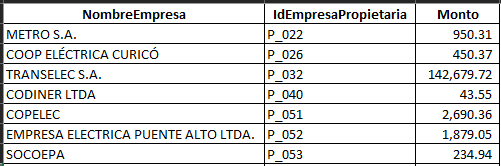 NombreEmpresa IdEmpresaPropietaria Monto
METRO S.A. P_022 950.31
COOP ELÉCTRICA CURICÓ P_026 450.37
TRANSELEC S.A. P_032 142,679.72
CODINER LTDA P_040 43.55
COPELEC P_051 2,690.36
EMPRESA ELECTRICA PUENTE ALTO LTDA. P_052 1,879.05
SOCOEPA P_053 234.94